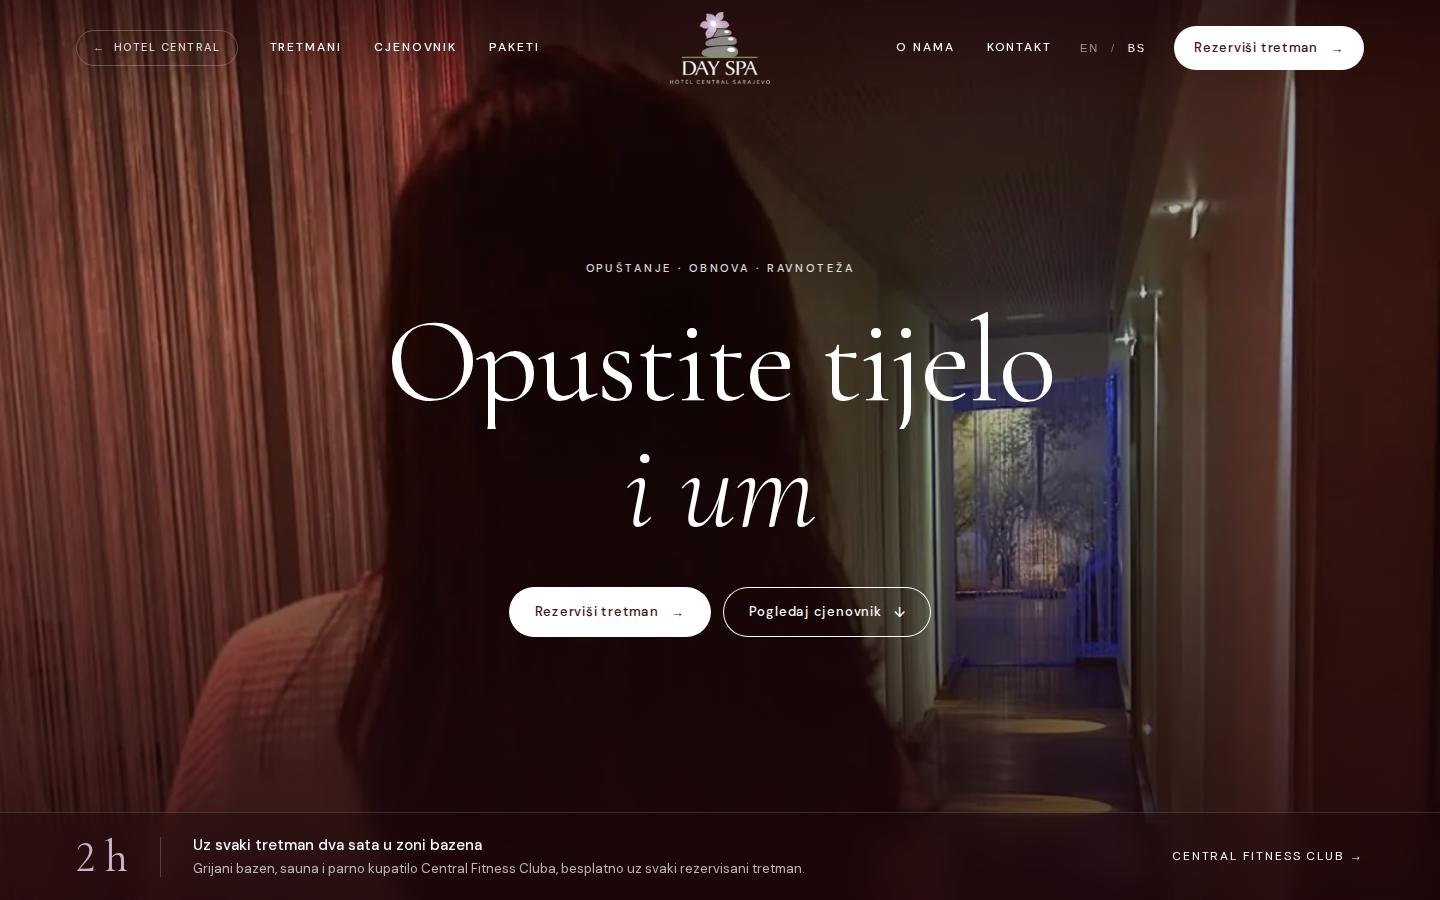 ← HOTEL CENTRAL
TRETMANI
CJENOVNIK
PAKETI
DAY SPA
HOTEL CENTRAL SARAJEVO
O NAMA
KONTAKT
EN / BS
Rezerviši tretman →
OPUŠTANJE · OBNOVA · RAVNOTEŽA
Opustite tijelo
i um
Rezerviši tretman →
Pogledaj cjenovnik ↓
2 h
Uz svaki tretman dva sata u zoni bazena
Grijani bazen, sauna i parno kupatilo Central Fitness Cluba, besplatno uz svaki rezervisani tretman.
CENTRAL FITNESS CLUB →